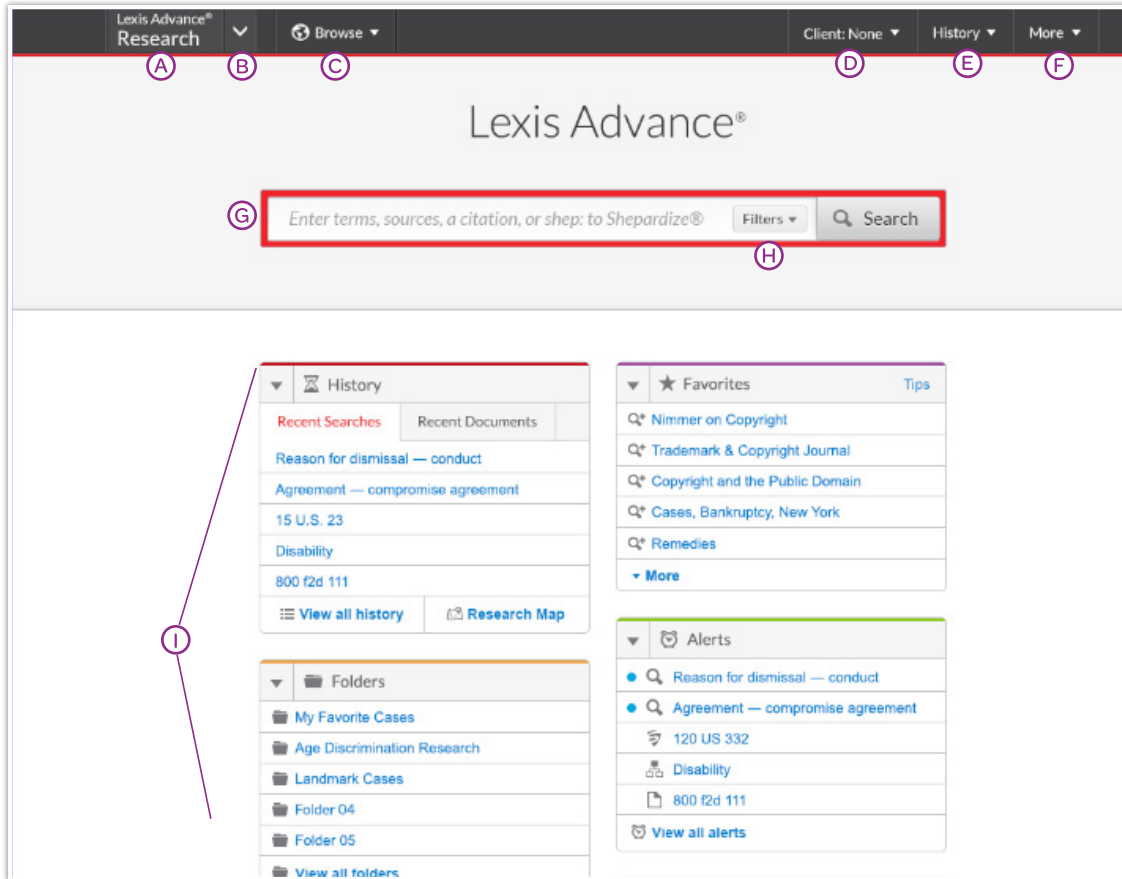 Lexis Advance®
Research
Browse
Client: None
History
More
A
B
C
D
E
F
Lexis Advance®
G
Enter terms, sources, a citation, or shep: to Shepardize®
Filters
Search
H
I
History
Recent Searches
Recent Documents
Reason for dismissal — conduct
Agreement — compromise agreement
15 U.S. 23
Disability
800 f2d 111
View all history
Research Map
Folders
My Favorite Cases
Age Discrimination Research
Landmark Cases
Folder 04
Folder 05
View all folders
Favorites
Tips
Nimmer on Copyright
Trademark & Copyright Journal
Copyright and the Public Domain
Cases, Bankruptcy, New York
Remedies
More
Alerts
Reason for dismissal — conduct
Agreement — compromise agreement
120 US 332
Disability
800 f2d 111
View all alerts